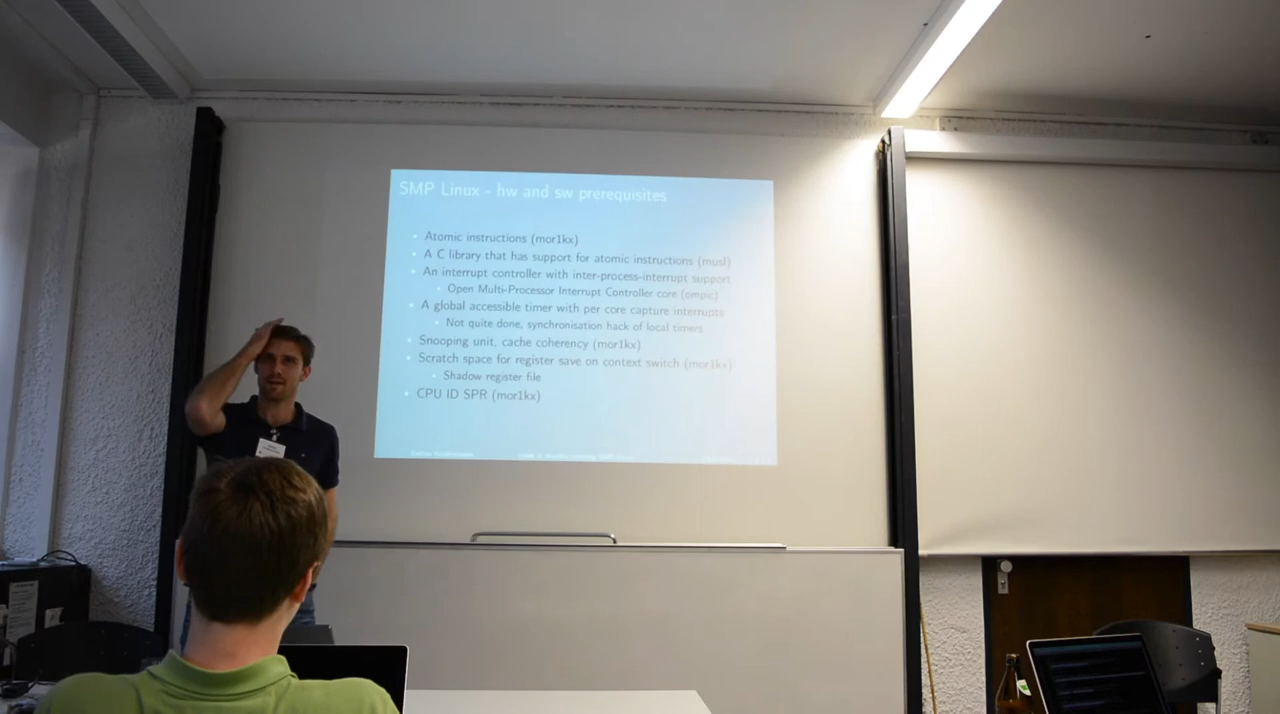 SMP Linux - hw and sw prerequisites
Atomic instructions (mor1kx)
A C library that has support for atomic instructions (musl)
An interrupt controller with inter-process-interrupt support
Open Multi-Processor Interrupt Controller core (ompic)
A global accessible timer with per core capture interrupts
Not quite done, synchronisation hack of local timers
Snooping unit, cache coherency (mor1kx)
Scratch space for register save on context switch (mor1kx)
Shadow register file
CPU ID SPR (mor1kx)